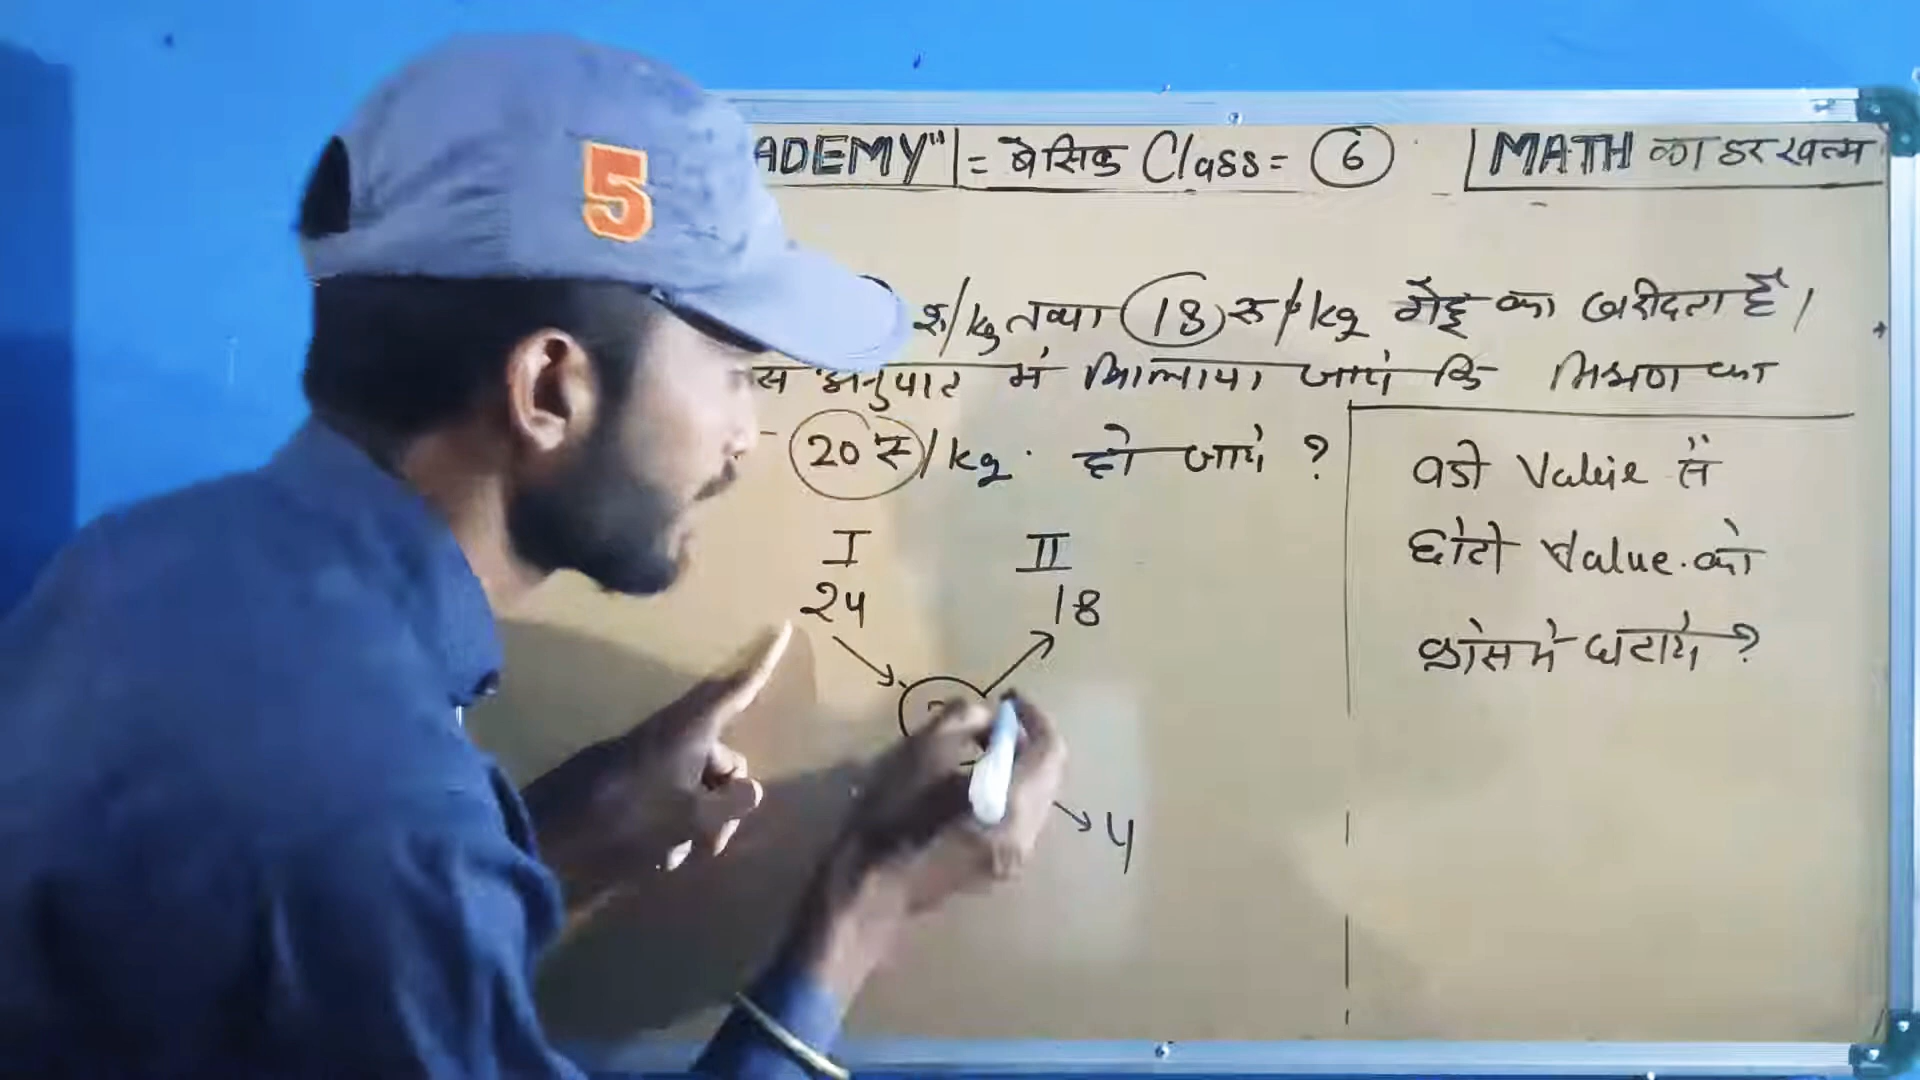 5
ADEMY" = बेसिक Class= 6 MATH का डर खत्म
रु/kg तथा 18 रु/kg गेहूं का खरीदता है।
स अनुपात में मिलाया जाये कि मिश्रण का
20 रु/kg. हो जाये ?
I II
24 18
4
बडी Value से
छोटी Value को
क्रोस मे घटाये ?